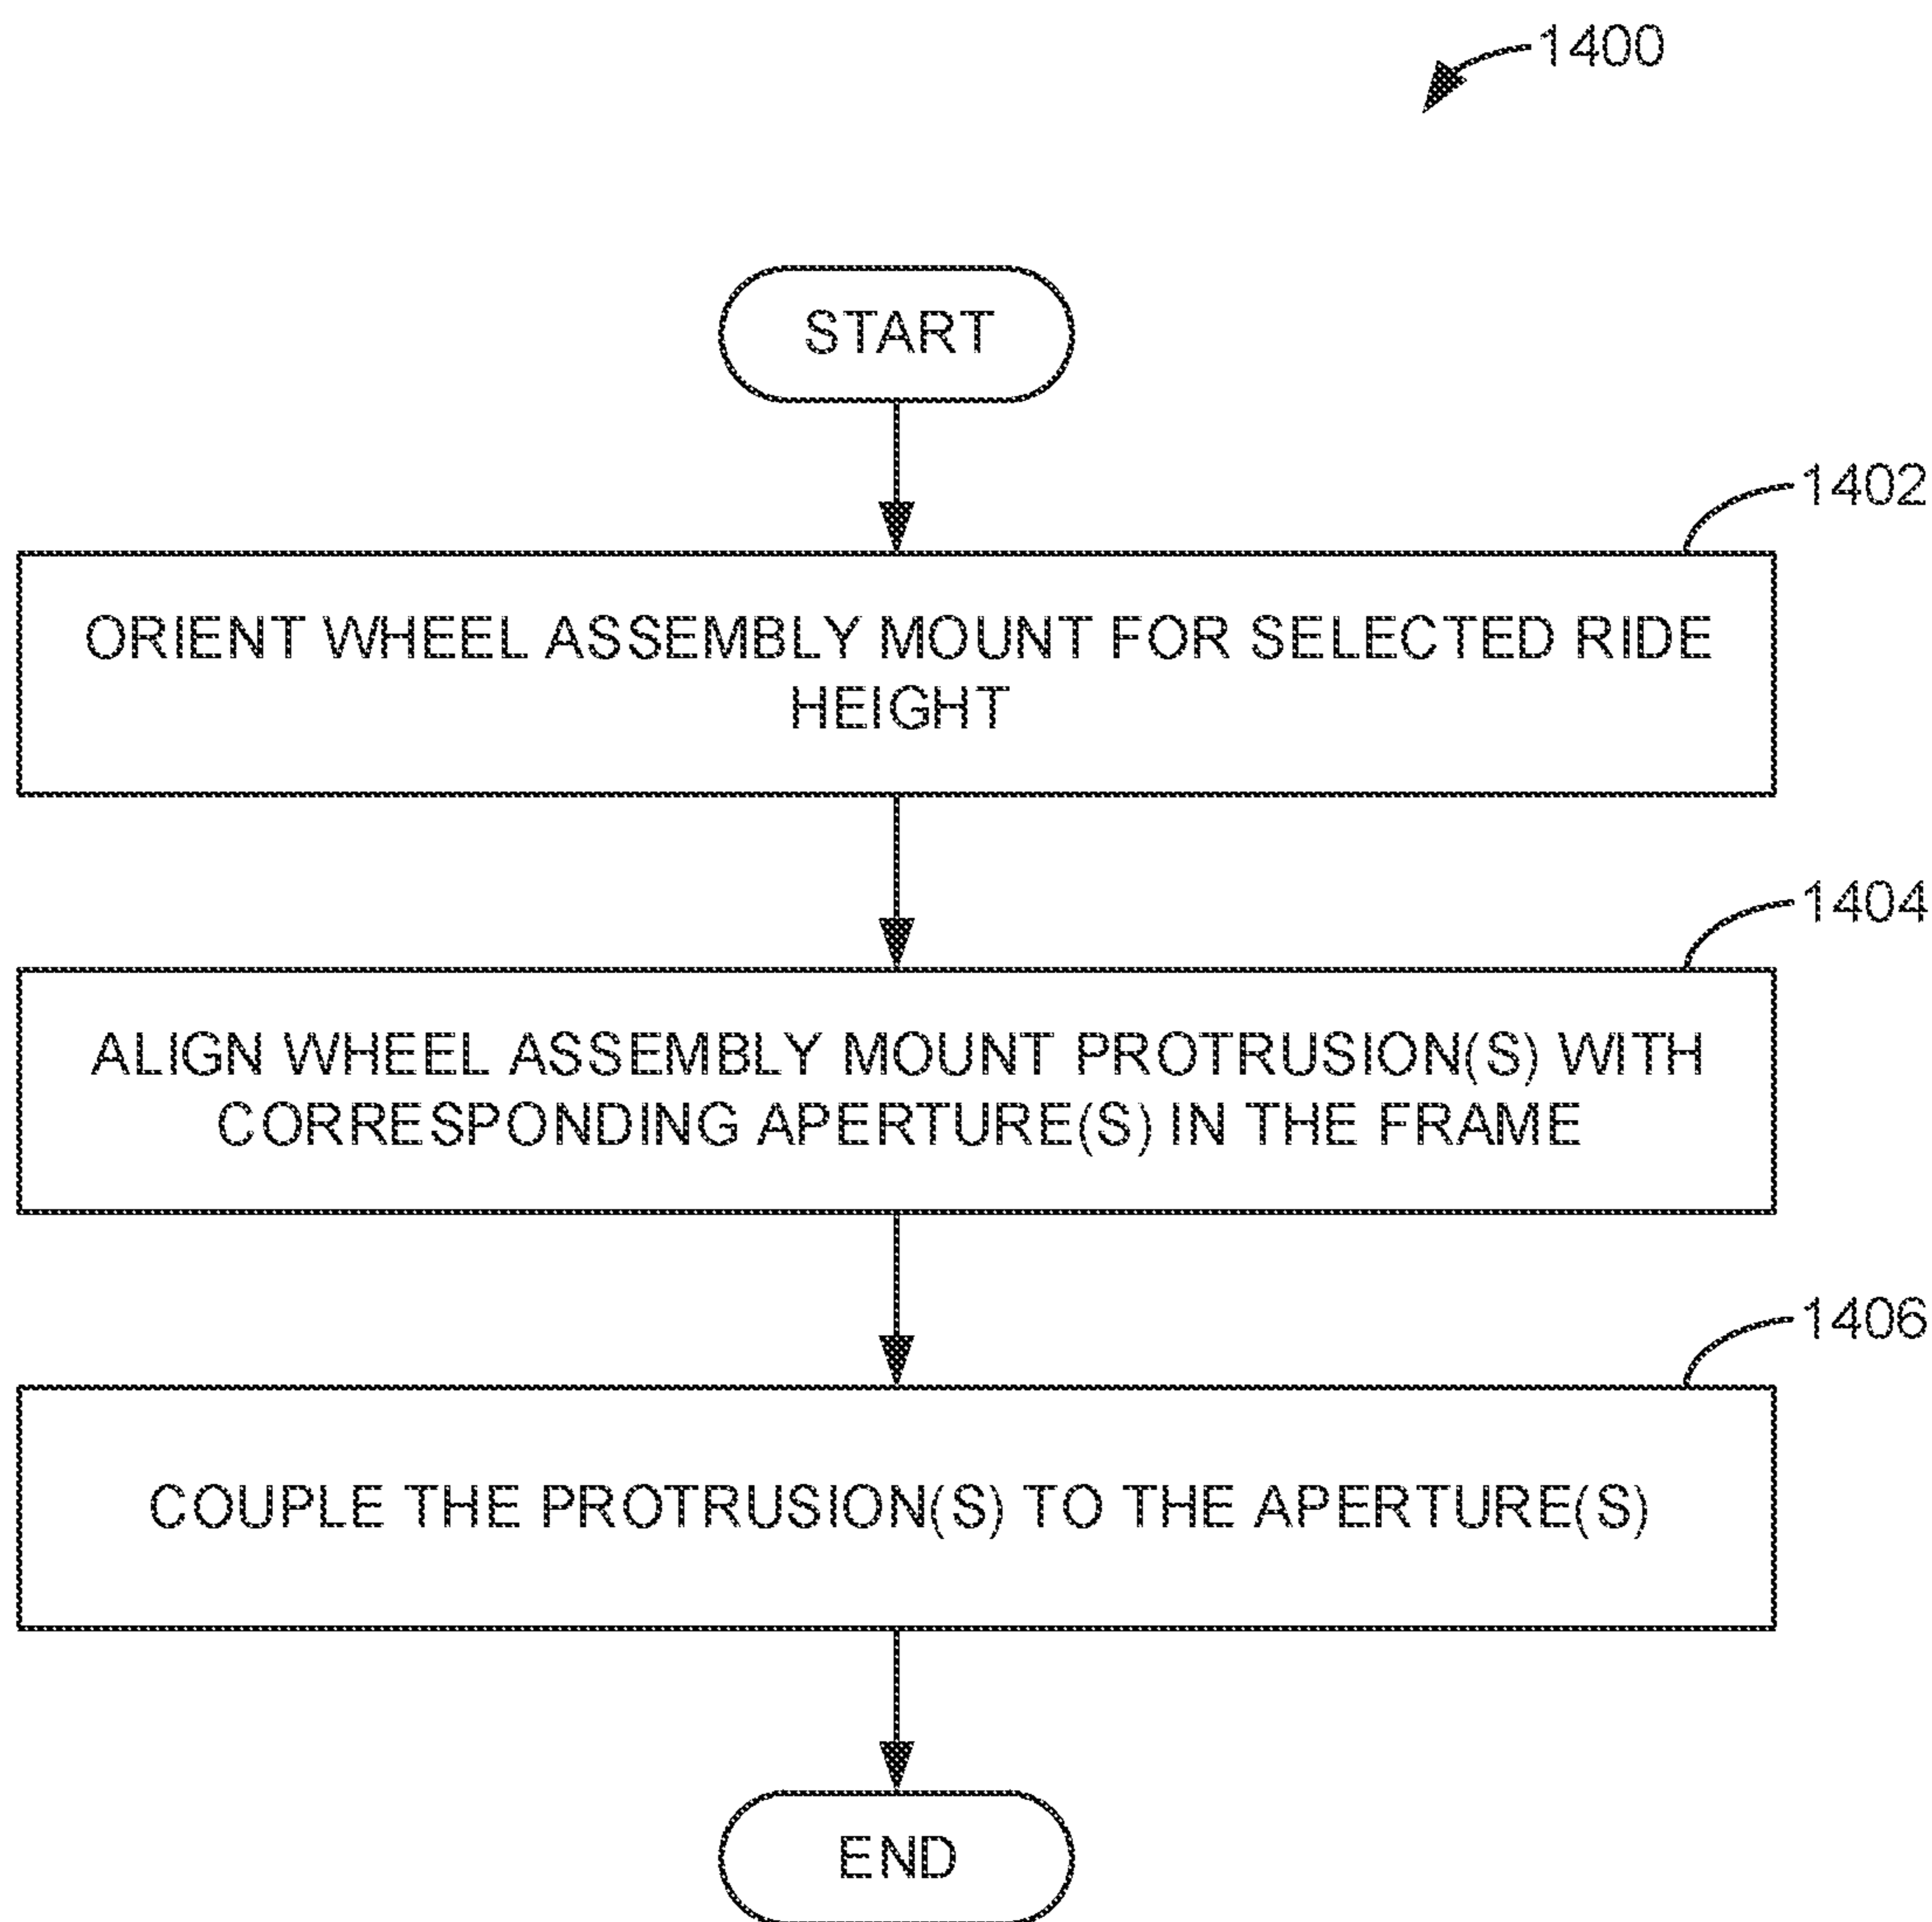 1400
START
1402
ORIENT WHEEL ASSEMBLY MOUNT FOR SELECTED RIDE
HEIGHT
1404
ALIGN WHEEL ASSEMBLY MOUNT PROTRUSION(S) WITH
CORRESPONDING APERTURE(S) IN THE FRAME
1406
COUPLE THE PROTRUSION(S) TO THE APERTURE(S)
END